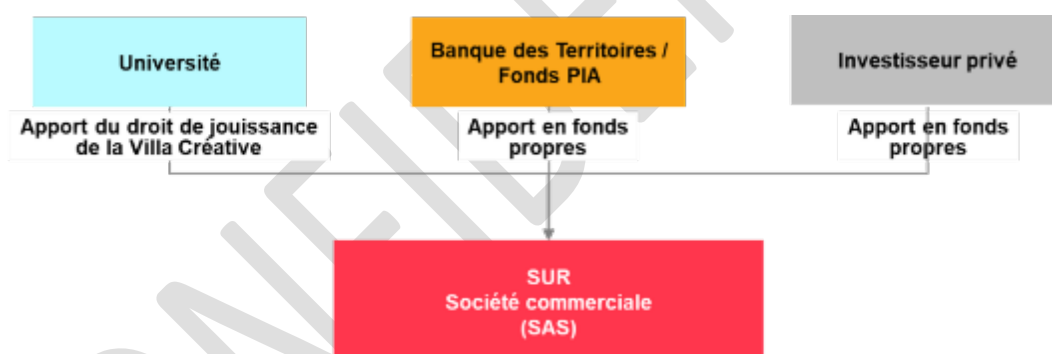 Université
Banque des Territoires /
Fonds PIA
Investisseur privé
Apport du droit de jouissance
de la Villa Créative
Apport en fonds
propres
Apport en fonds
propres
SUR
Société commerciale
(SAS)